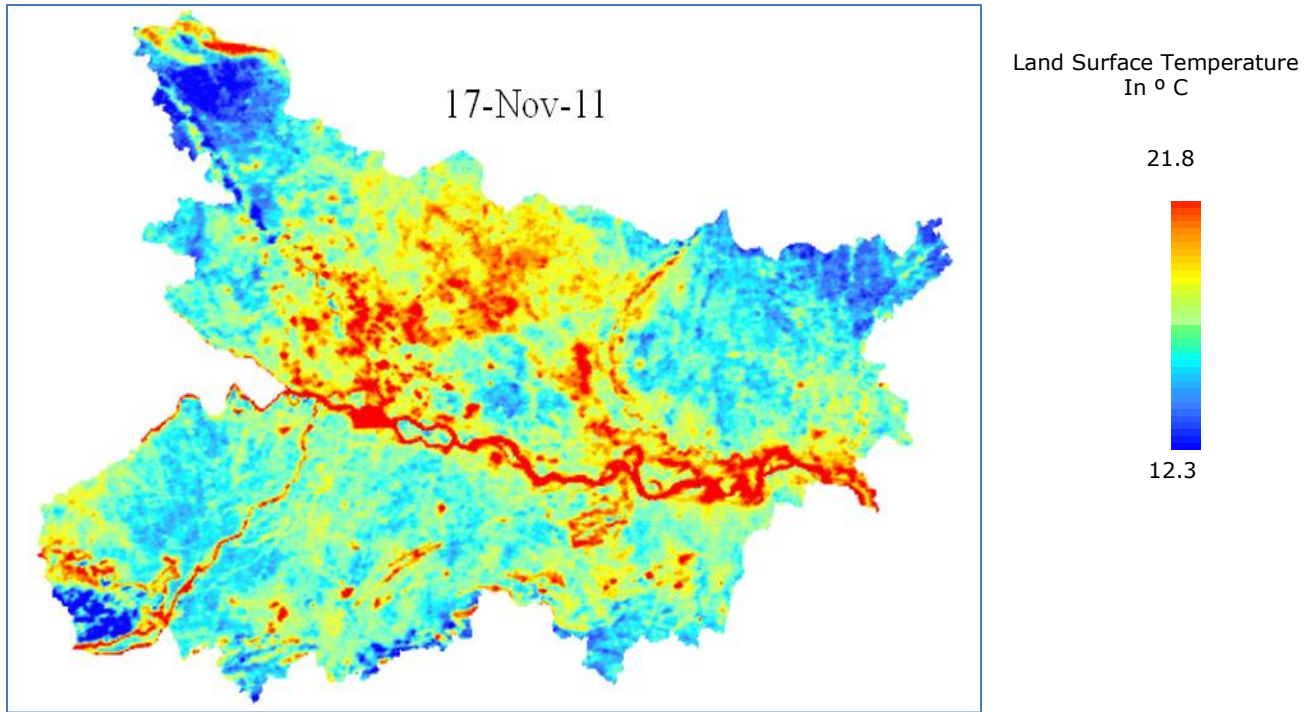 17-Nov-11
Land Surface Temperature
In º C
21.8
12.3